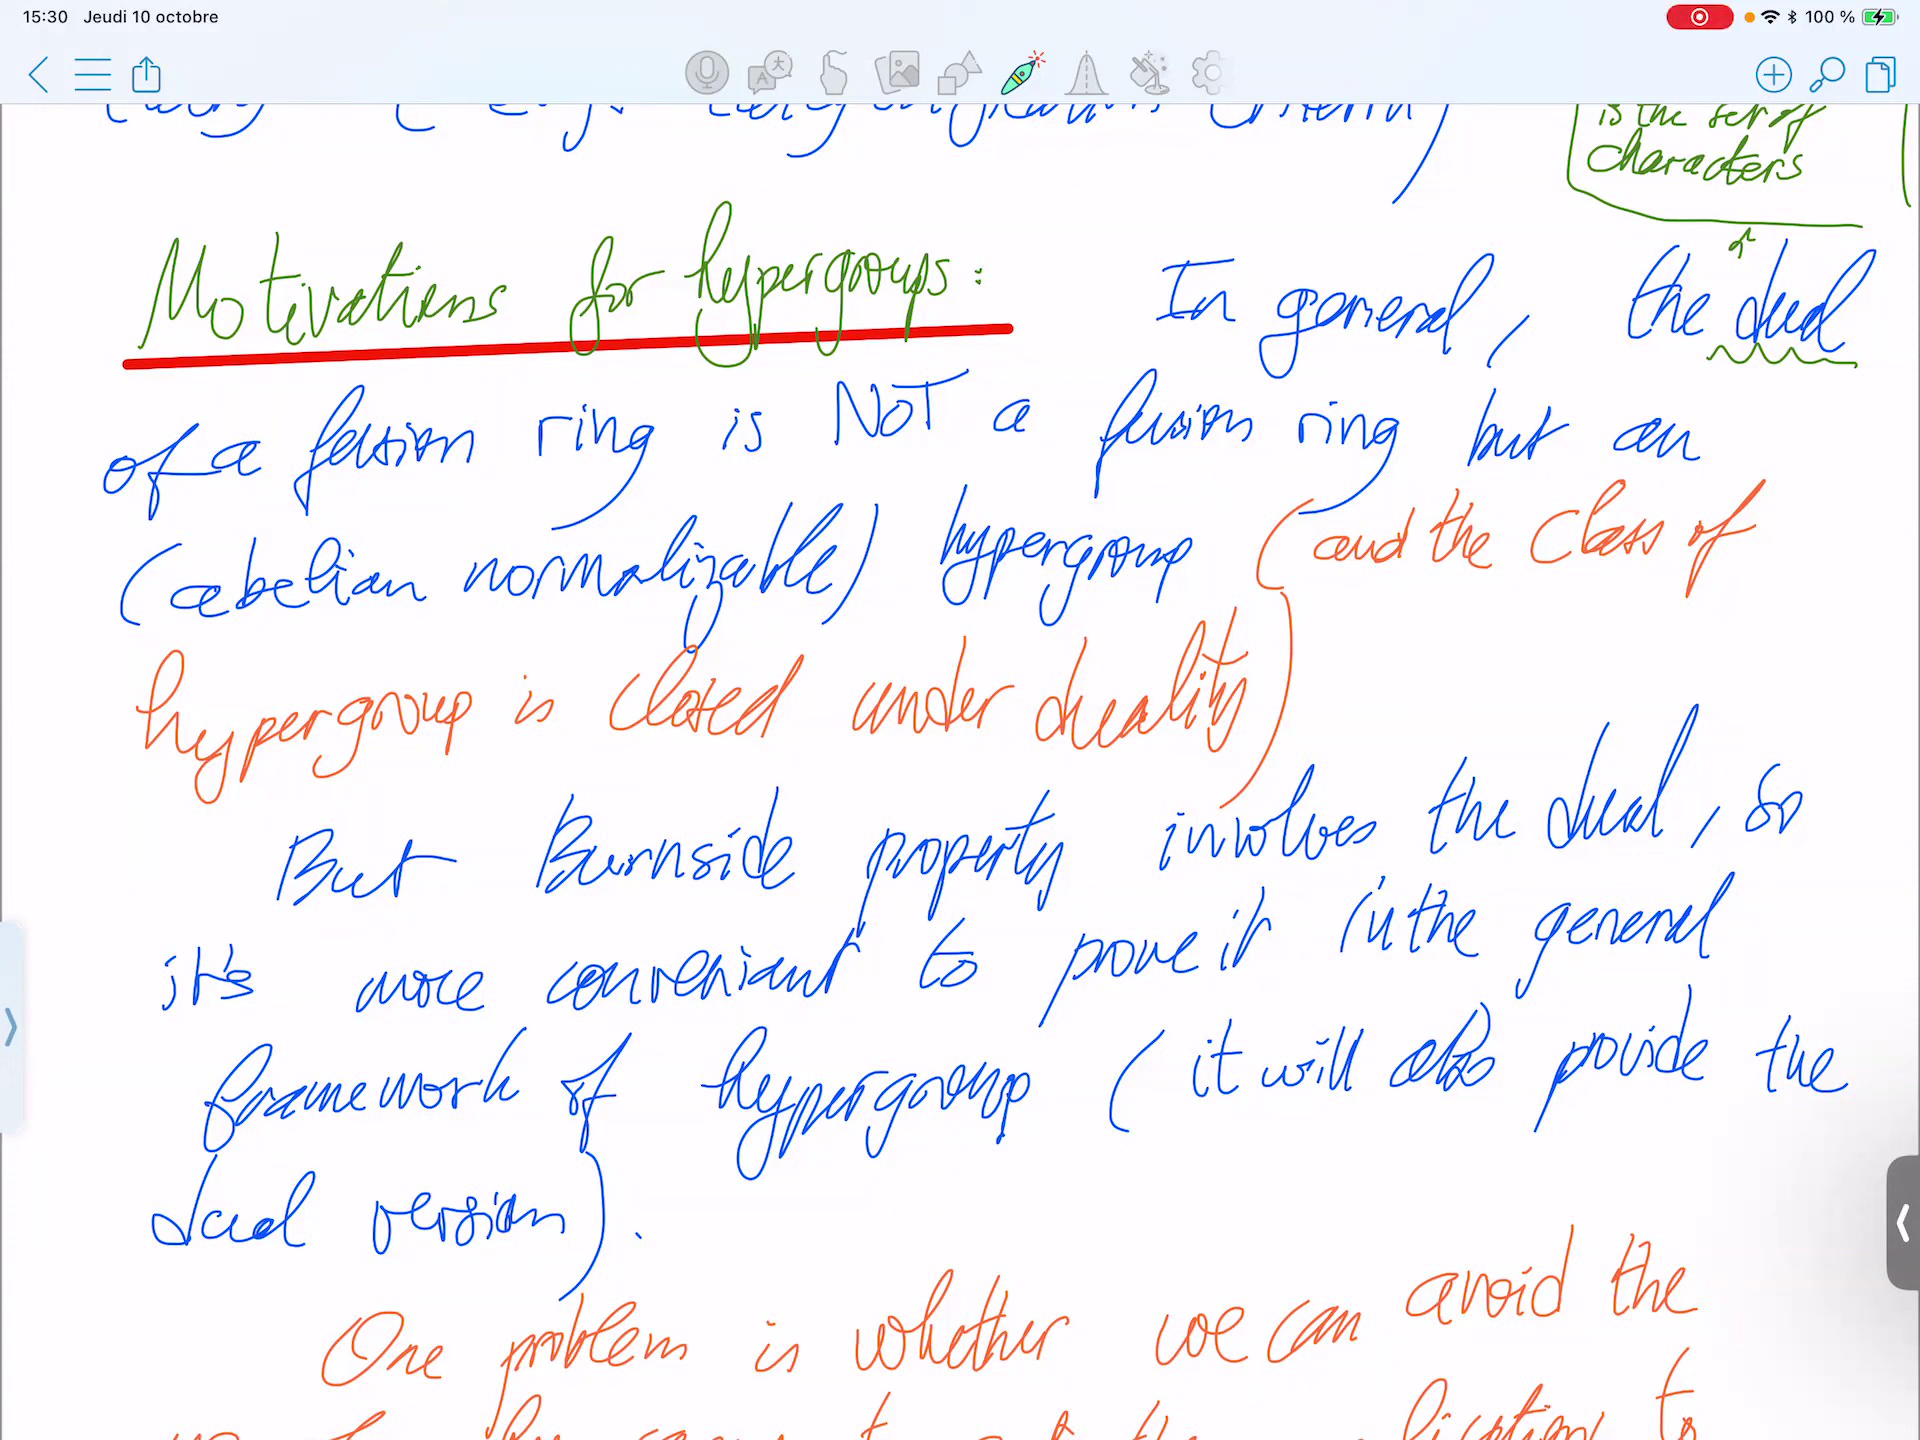 15:30 Jeudi 10 octobre
100 %
is the set of
characters
Motivations for hypergroups: In general, the dual
of a fusion ring is NOT a fusion ring but an
(abelian normalizable) hypergroup (and the class of
hypergroup is closed under duality)
But Burnside property involves the dual, so
it's more convenient to prove it in the general
framework of hypergroup (it will also provide the
dual version).
One problem is whether we can avoid the